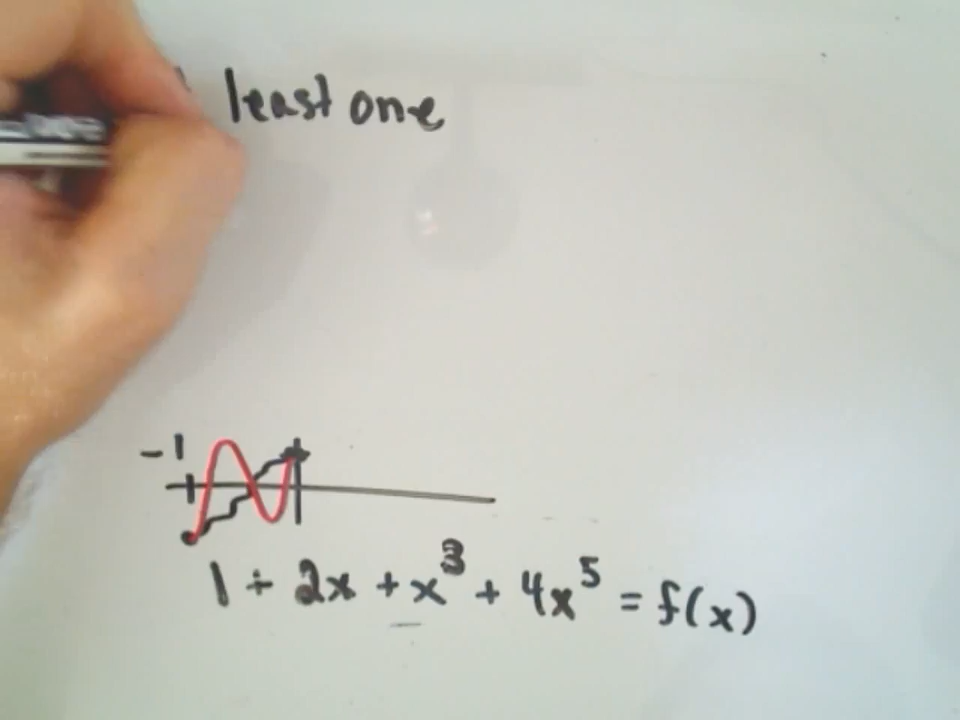 least one
-1
1 + 2x + x³ + 4x⁵ = f(x)